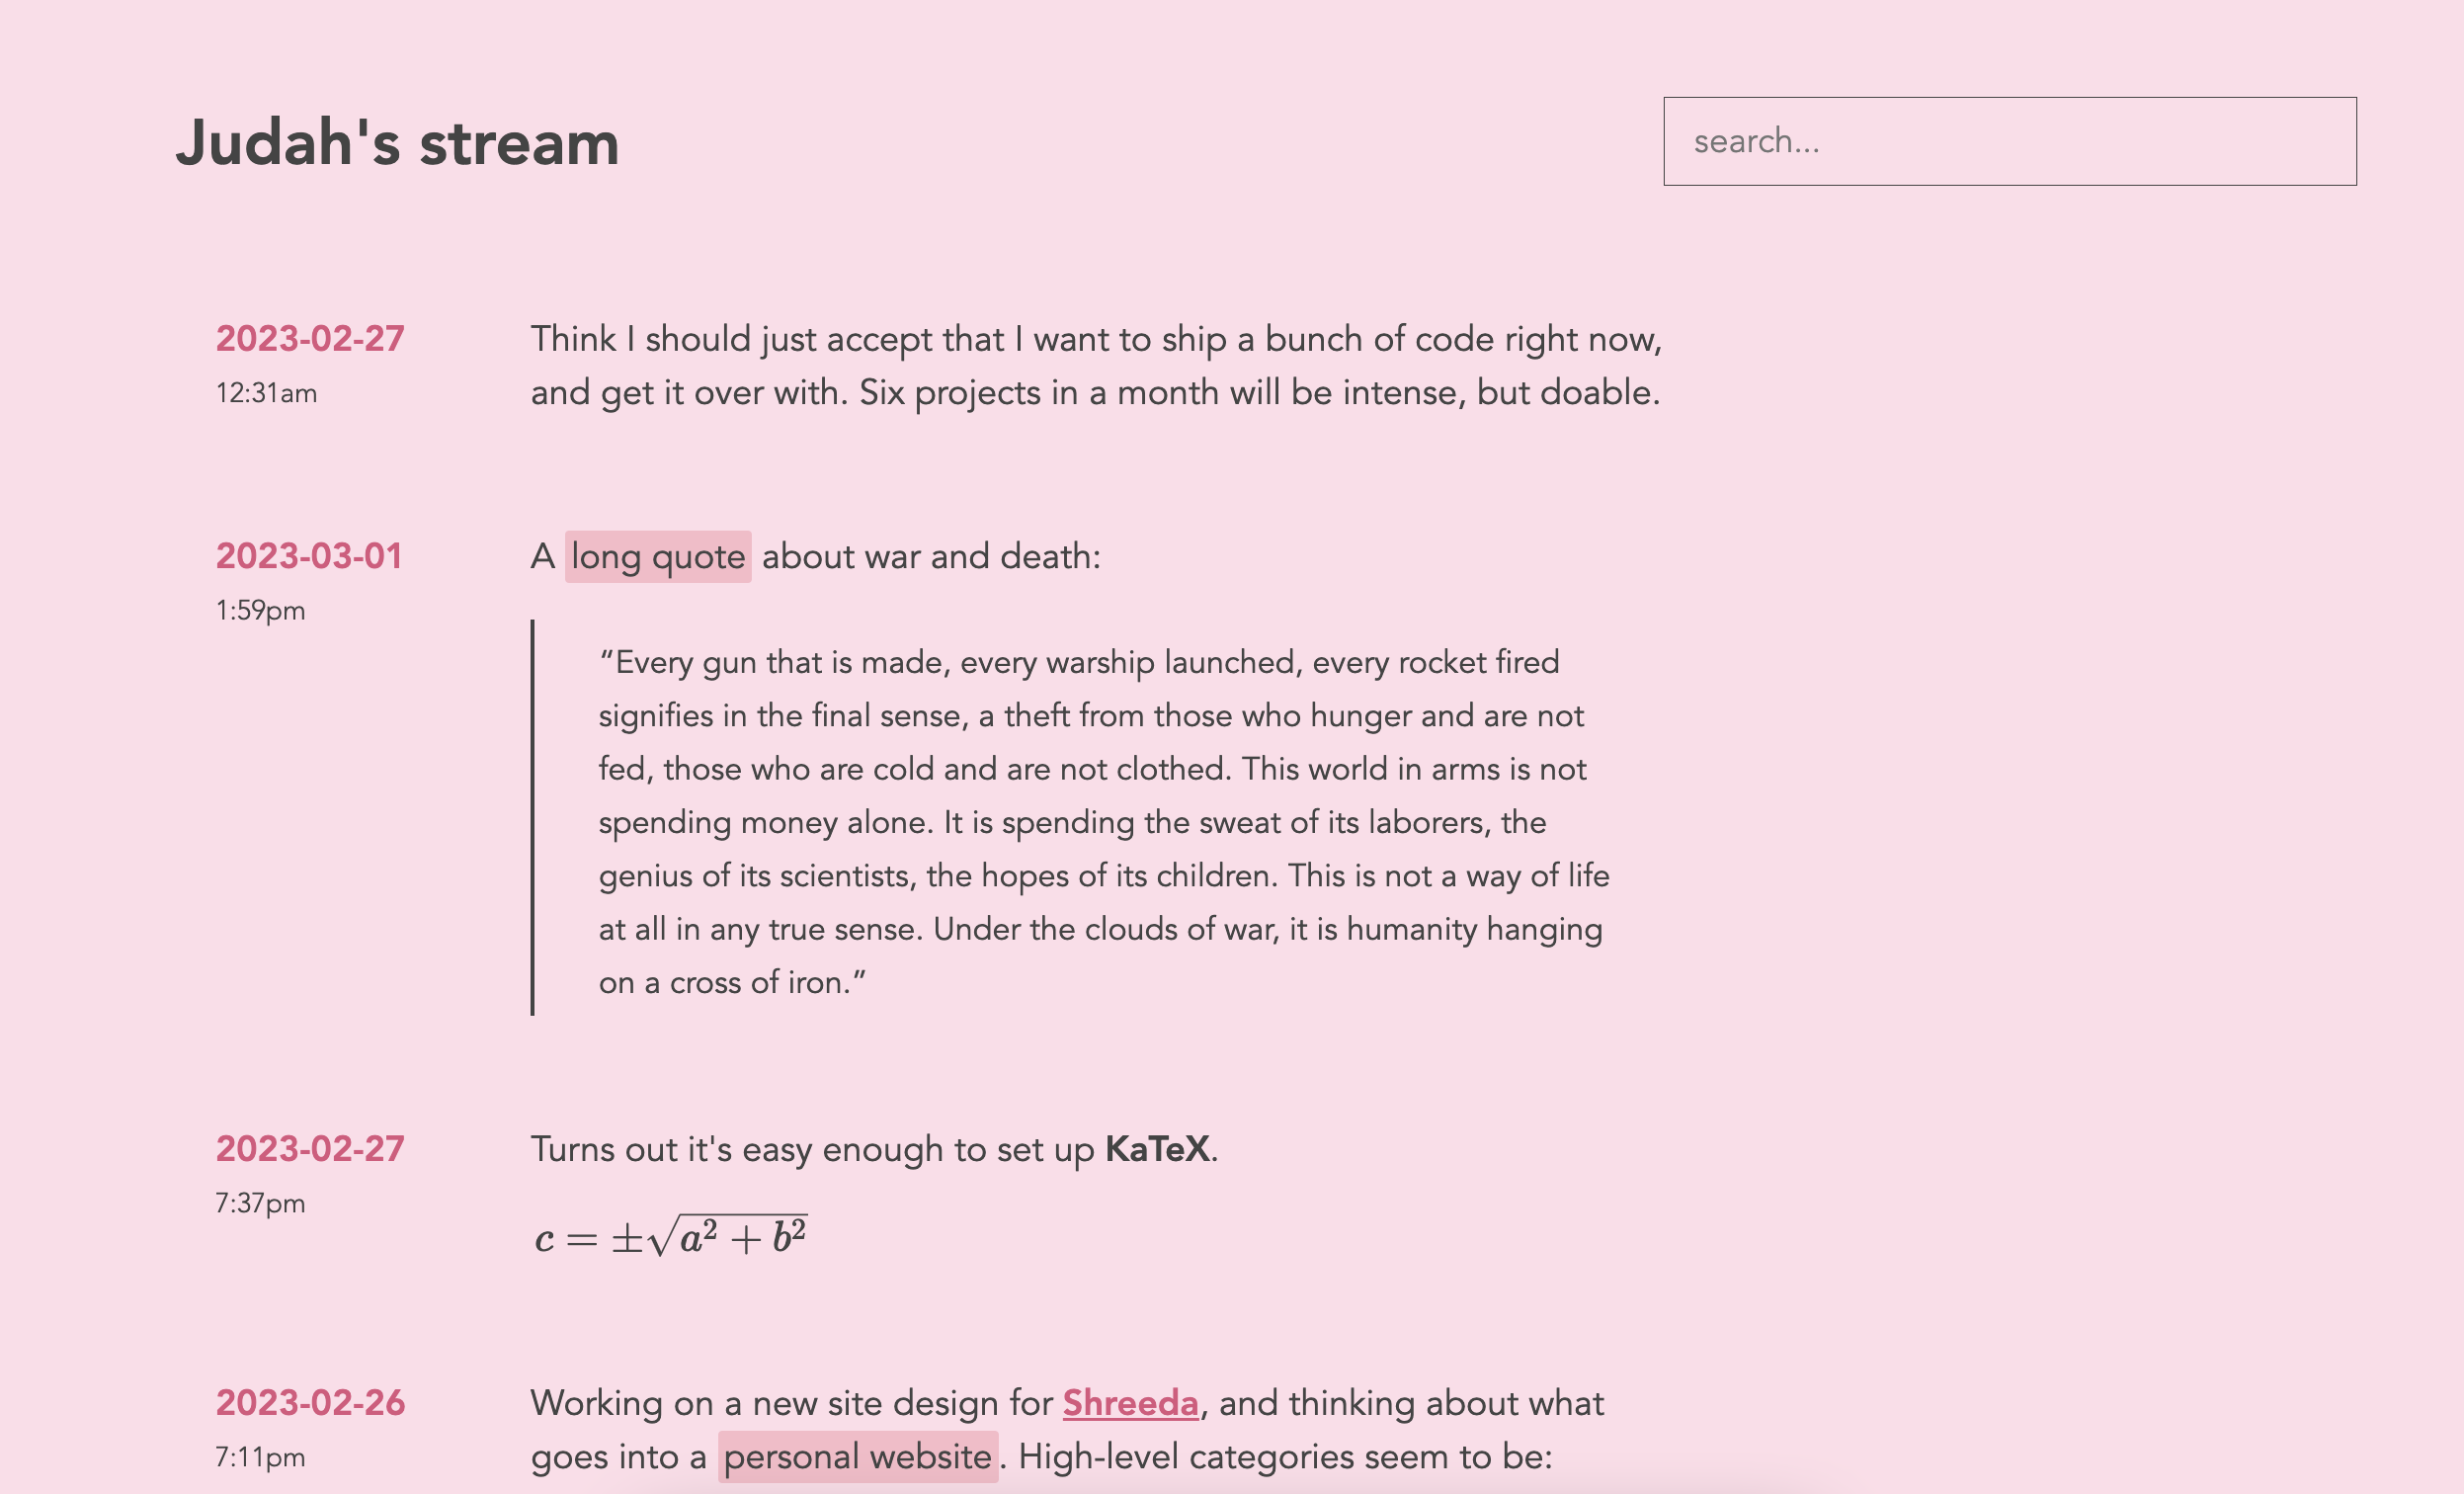 Judah's stream
search...
2023-02-27
12:31am
Think I should just accept that I want to ship a bunch of code right now,
and get it over with. Six projects in a month will be intense, but doable.
2023-03-01
1:59pm
A long quote about war and death:
“Every gun that is made, every warship launched, every rocket fired
signifies in the final sense, a theft from those who hunger and are not
fed, those who are cold and are not clothed. This world in arms is not
spending money alone. It is spending the sweat of its laborers, the
genius of its scientists, the hopes of its children. This is not a way of life
at all in any true sense. Under the clouds of war, it is humanity hanging
on a cross of iron.”
2023-02-27
7:37pm
Turns out it's easy enough to set up KaTeX.
c = ±√a² + b²
2023-02-26
7:11pm
Working on a new site design for Shreeda, and thinking about what
goes into a personal website. High-level categories seem to be: